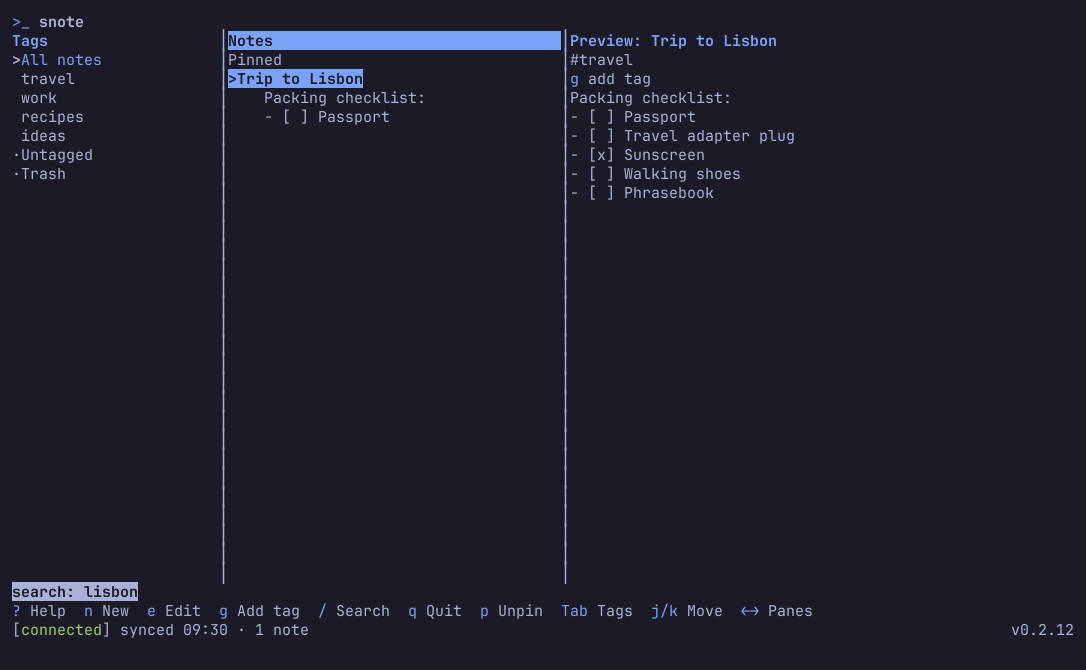 >_ snote
Tags
>All notes
travel
work
recipes
ideas
·Untagged
·Trash
Notes
Pinned
>Trip to Lisbon
Packing checklist:
- [ ] Passport
Preview: Trip to Lisbon
#travel
g add tag
Packing checklist:
- [ ] Passport
- [ ] Travel adapter plug
- [x] Sunscreen
- [ ] Walking shoes
- [ ] Phrasebook
search: lisbon
? Help  n New  e Edit  g Add tag  / Search  q Quit  p Unpin  Tab Tags  j/k Move  ↔ Panes
[connected] synced 09:30 · 1 note  v0.2.12